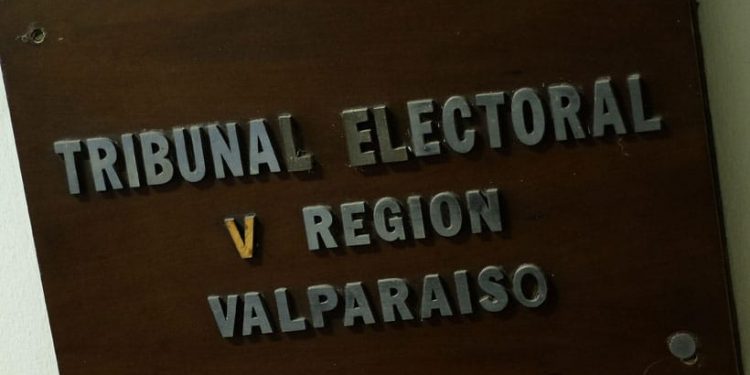 TRIBUNAL ELECTORAL
V REGION
VALPARAISO